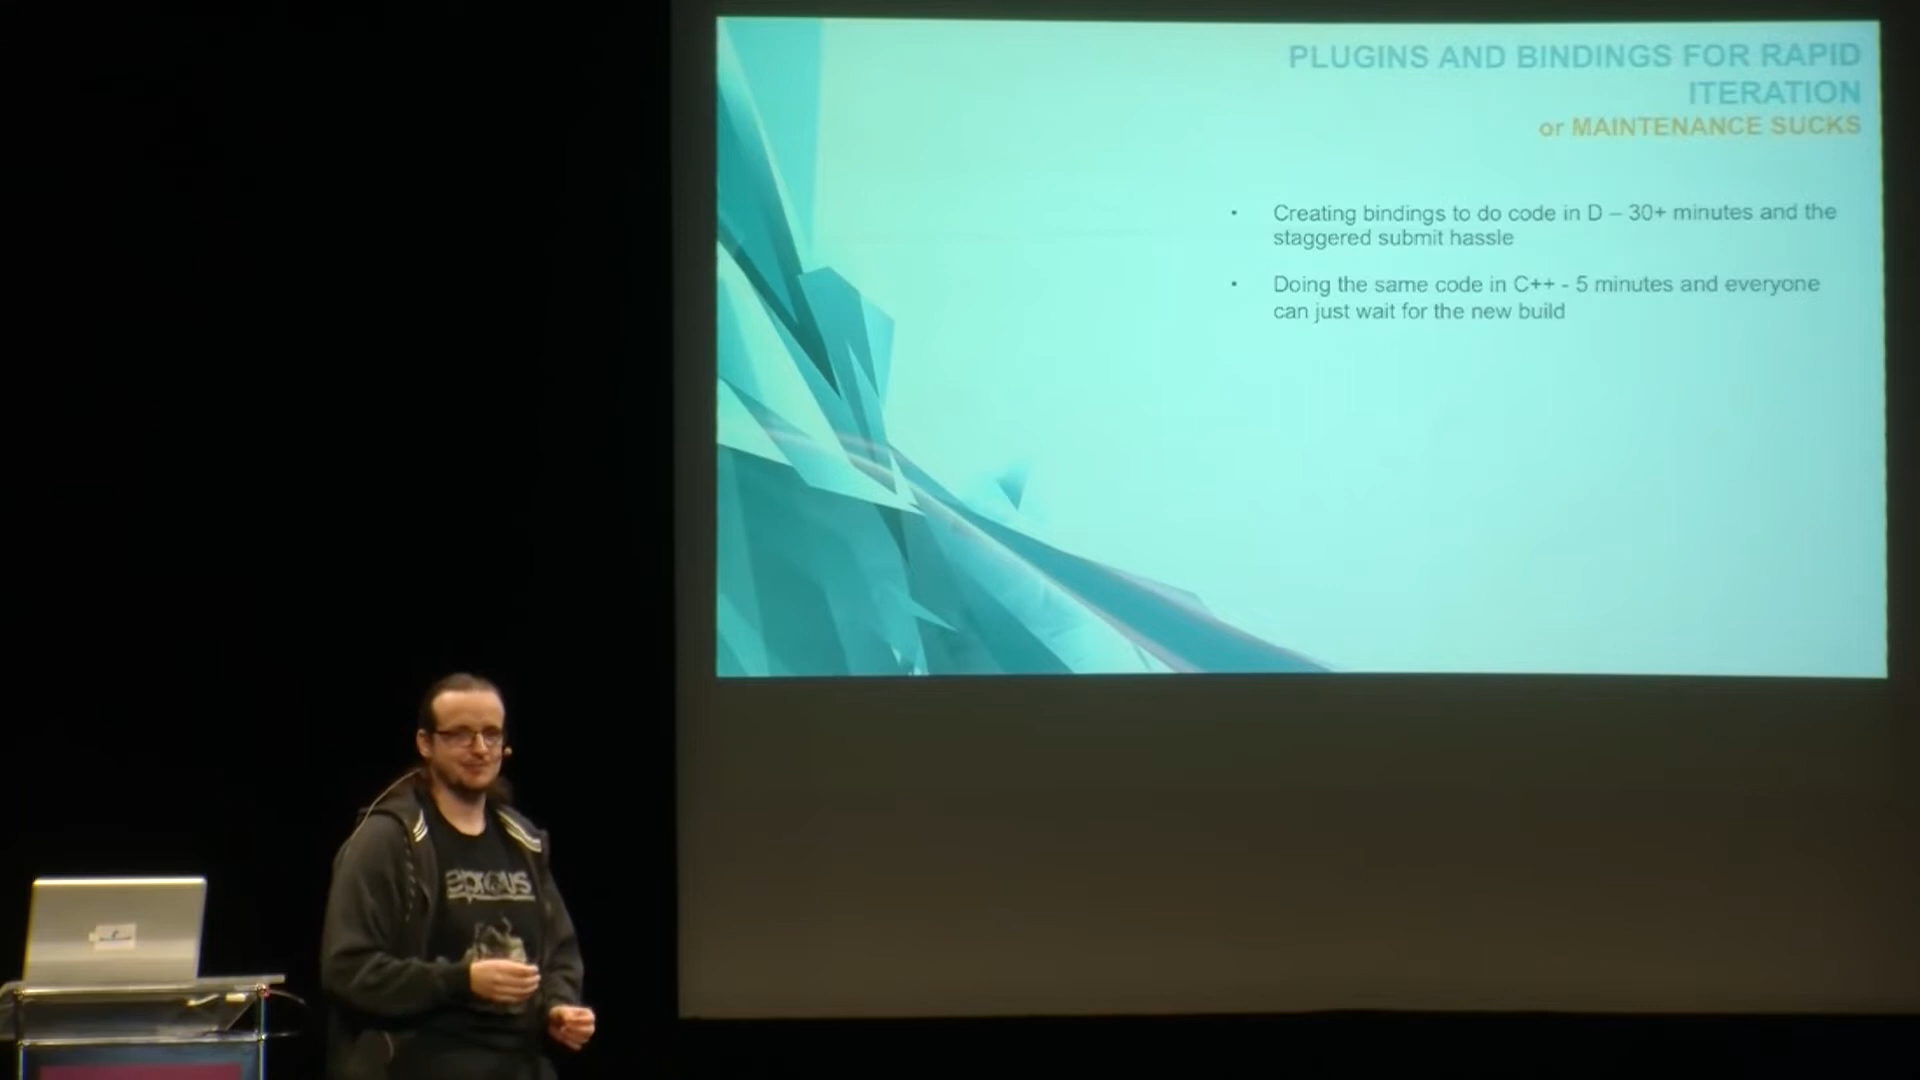 PLUGINS AND BINDINGS FOR RAPID
ITERATION
or MAINTENANCE SUCKS
• Creating bindings to do code in D – 30+ minutes and the
staggered submit hassle
• Doing the same code in C++ - 5 minutes and everyone
can just wait for the new build